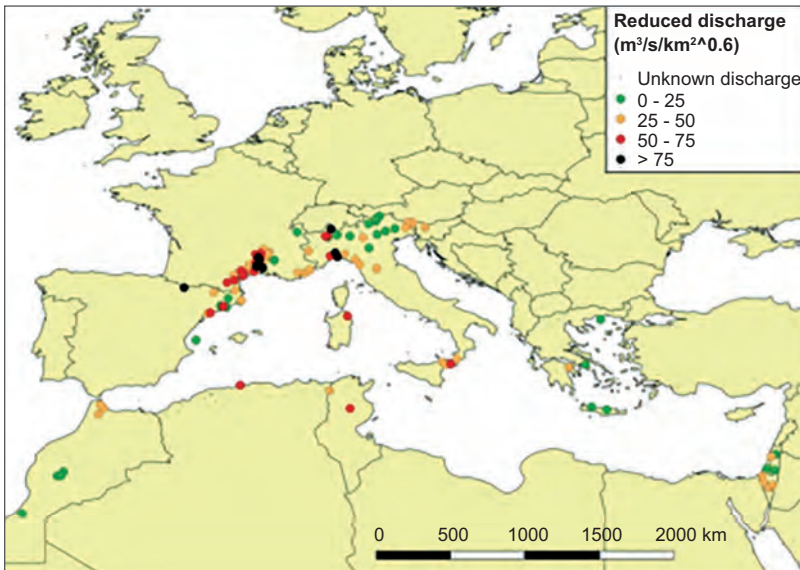 Reduced discharge
(m³/s/km²^0.6)
Unknown discharge
0 - 25
25 - 50
50 - 75
> 75
0 500 1000 1500 2000 km